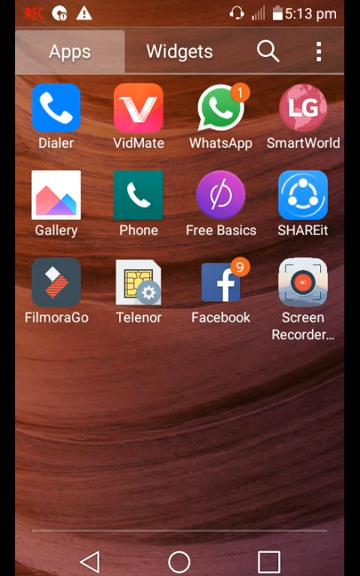 REC 5:13 pm
Apps Widgets
1
Dialer VidMate WhatsApp SmartWorld
LG
Gallery Phone Free Basics SHAREit
9
FilmoraGo Telenor Facebook Screen
Recorder...